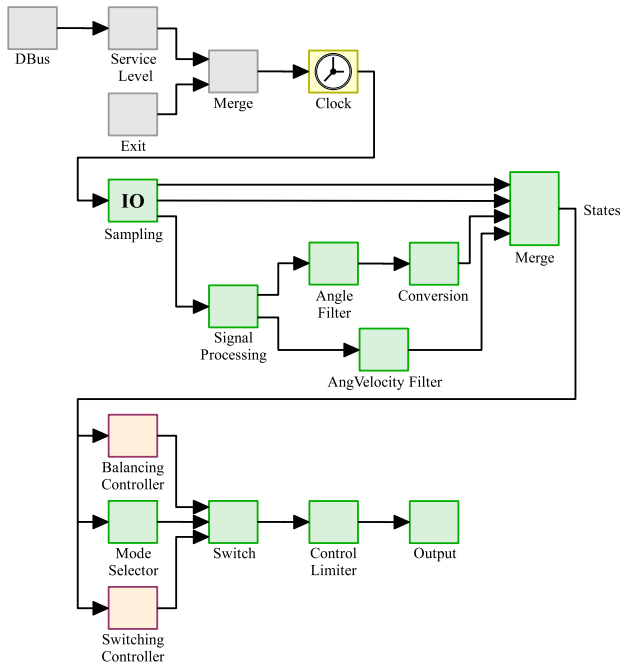 DBus
Service
Level
Exit
Merge
Clock
IO
Sampling
Signal
Processing
Angle
Filter
Conversion
AngVelocity Filter
Merge
States
Balancing
Controller
Mode
Selector
Switching
Controller
Switch
Control
Limiter
Output